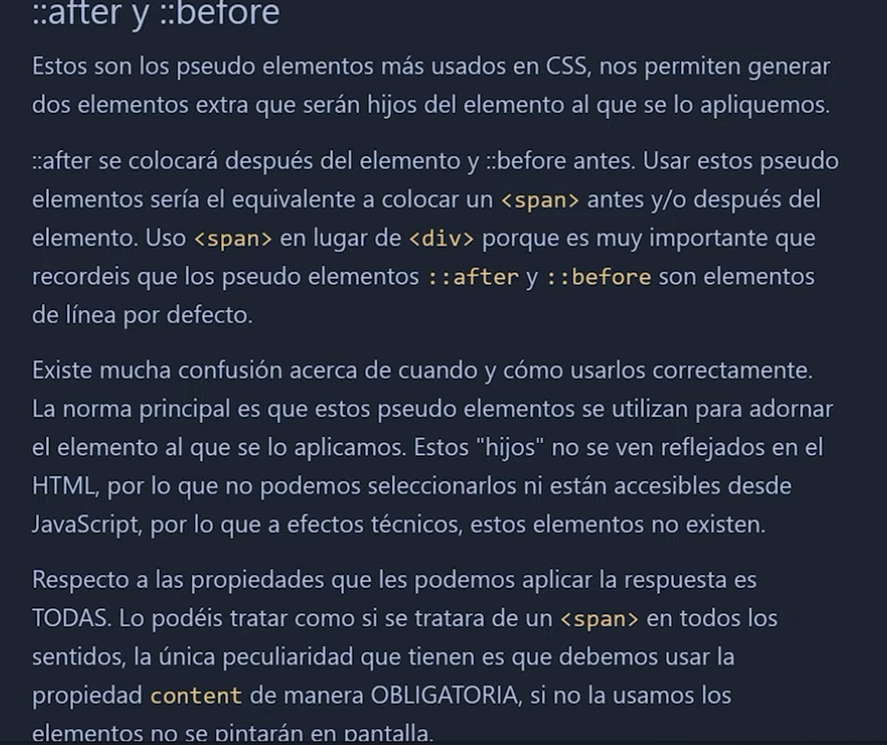 ::after y ::before
Estos son los pseudo elementos más usados en CSS, nos permiten generar
dos elementos extra que serán hijos del elemento al que se lo apliquemos.
::after se colocará después del elemento y ::before antes. Usar estos pseudo
elementos sería el equivalente a colocar un <span> antes y/o después del
elemento. Uso <span> en lugar de <div> porque es muy importante que
recordeis que los pseudo elementos ::after y ::before son elementos
de línea por defecto.
Existe mucha confusión acerca de cuando y cómo usarlos correctamente.
La norma principal es que estos pseudo elementos se utilizan para adornar
el elemento al que se lo aplicamos. Estos "hijos" no se ven reflejados en el
HTML, por lo que no podemos seleccionarlos ni están accesibles desde
JavaScript, por lo que a efectos técnicos, estos elementos no existen.
Respecto a las propiedades que les podemos aplicar la respuesta es
TODAS. Lo podéis tratar como si se tratara de un <span> en todos los
sentidos, la única peculiaridad que tienen es que debemos usar la
propiedad content de manera OBLIGATORIA, si no la usamos los
elementos no se pintarán en pantalla.